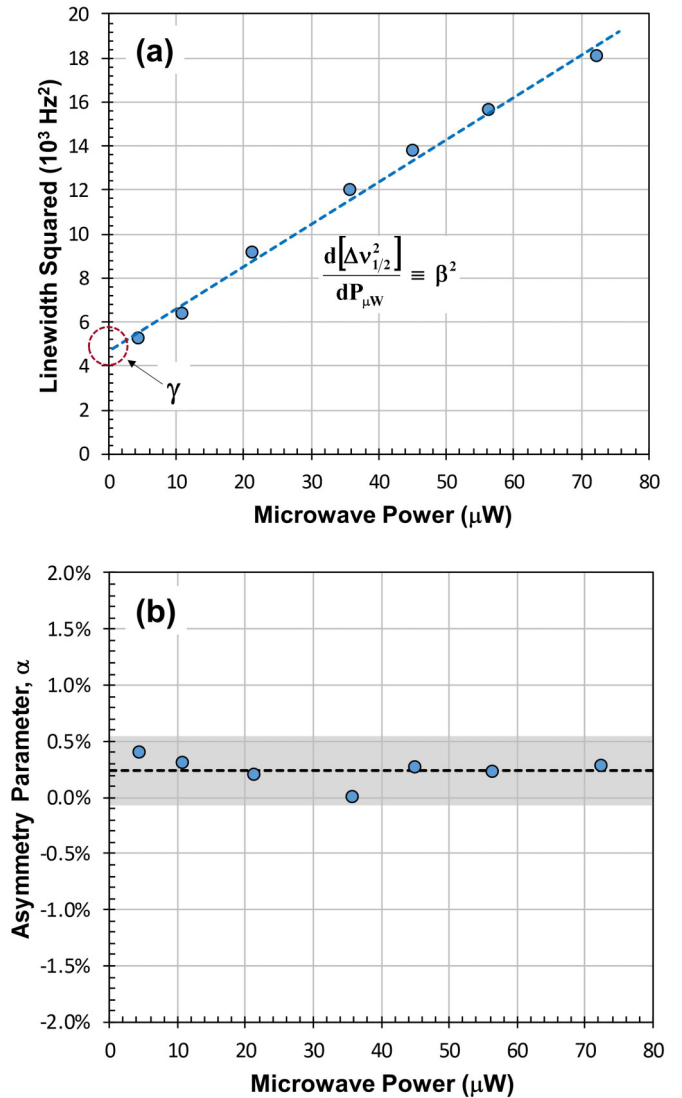 20
(a)
18
16
14
12
10
8
6
4
2
0
Linewidth Squared (10³ Hz²)
d[Δν²₁/₂]
dP_μW
≡ β²
γ
0 10 20 30 40 50 60 70 80
Microwave Power (μW)
2.0%
(b)
1.5%
1.0%
0.5%
0.0%
-0.5%
-1.0%
-1.5%
-2.0%
Asymmetry Parameter, α
0 10 20 30 40 50 60 70 80
Microwave Power (μW)